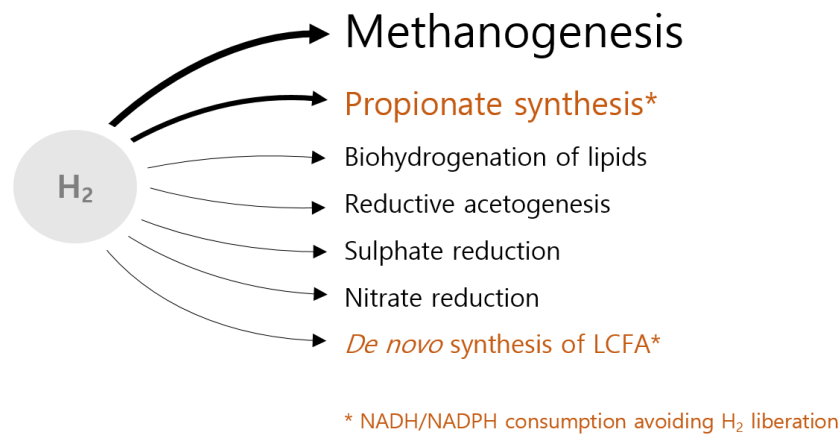 Methanogenesis
Propionate synthesis*
Biohydrogenation of lipids
H₂
Reductive acetogenesis
Sulphate reduction
Nitrate reduction
De novo synthesis of LCFA*
* NADH/NADPH consumption avoiding H₂ liberation